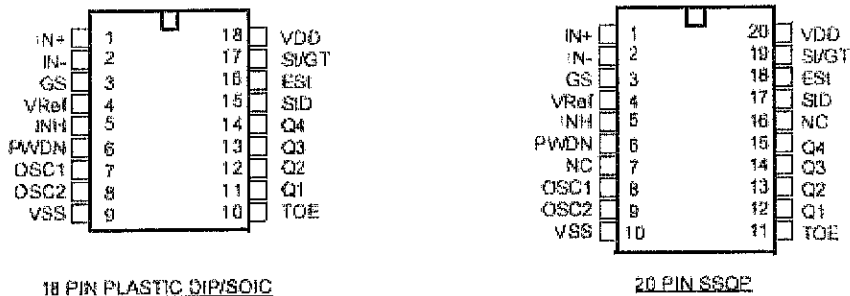 IN+ 1 18 VDD
IN- 2 17 St/GT
GS 3 16 ESt
VRef 4 15 StD
INH 5 14 Q4
PWDN 6 13 Q3
OSC1 7 12 Q2
OSC2 8 11 Q1
VSS 9 10 TOE
18 PIN PLASTIC DIP/SOIC
IN+ 1 20 VDD
IN- 2 19 St/GT
GS 3 18 ESt
VRef 4 17 StD
INH 5 16 NC
PWDN 6 15 Q4
NC 7 14 Q3
OSC1 8 13 Q2
OSC2 9 12 Q1
VSS 10 11 TOE
20 PIN SSOP